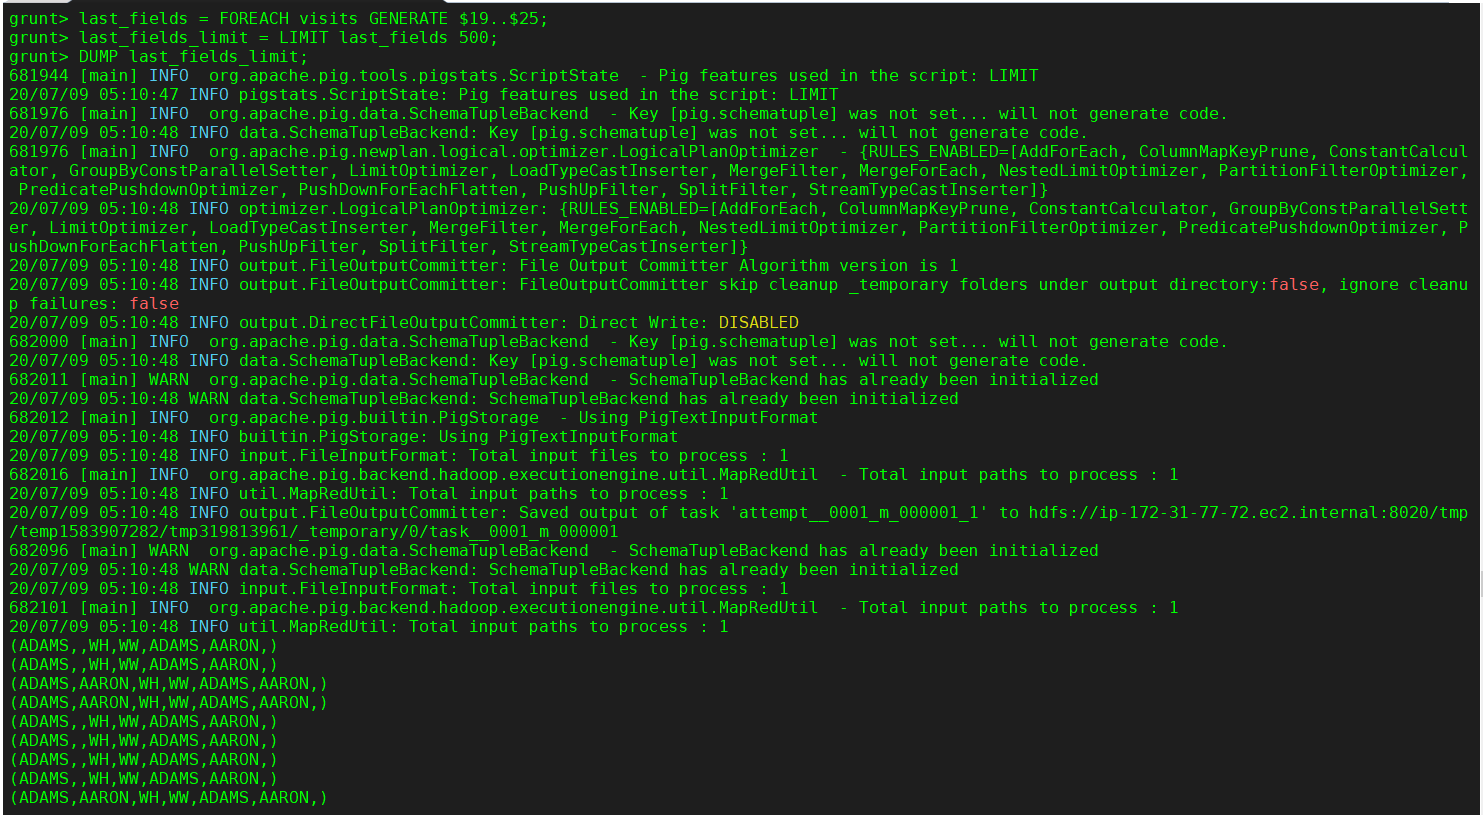 grunt> last_fields = FOREACH visits GENERATE $19..$25;
grunt> last_fields_limit = LIMIT last_fields 500;
grunt> DUMP last_fields_limit;
681944 [main] INFO  org.apache.pig.tools.pigstats.ScriptState  - Pig features used in the script: LIMIT
20/07/09 05:10:47 INFO pigstats.ScriptState: Pig features used in the script: LIMIT
681976 [main] INFO  org.apache.pig.data.SchemaTupleBackend  - Key [pig.schematuple] was not set... will not generate code.
20/07/09 05:10:48 INFO data.SchemaTupleBackend: Key [pig.schematuple] was not set... will not generate code.
681976 [main] INFO  org.apache.pig.newplan.logical.optimizer.LogicalPlanOptimizer  - {RULES_ENABLED=[AddForEach, ColumnMapKeyPrune, ConstantCalcul
ator, GroupByConstParallelSetter, LimitOptimizer, LoadTypeCastInserter, MergeFilter, MergeForEach, NestedLimitOptimizer, PartitionFilterOptimizer,
 PredicatePushdownOptimizer, PushDownForEachFlatten, PushUpFilter, SplitFilter, StreamTypeCastInserter]}
20/07/09 05:10:48 INFO optimizer.LogicalPlanOptimizer: {RULES_ENABLED=[AddForEach, ColumnMapKeyPrune, ConstantCalculator, GroupByConstParallelSett
er, LimitOptimizer, LoadTypeCastInserter, MergeFilter, MergeForEach, NestedLimitOptimizer, PartitionFilterOptimizer, PredicatePushdownOptimizer, P
ushDownForEachFlatten, PushUpFilter, SplitFilter, StreamTypeCastInserter]}
20/07/09 05:10:48 INFO output.FileOutputCommitter: File Output Committer Algorithm version is 1
20/07/09 05:10:48 INFO output.FileOutputCommitter: FileOutputCommitter skip cleanup _temporary folders under output directory:false, ignore cleanu
p failures: false
20/07/09 05:10:48 INFO output.DirectFileOutputCommitter: Direct Write: DISABLED
682000 [main] INFO  org.apache.pig.data.SchemaTupleBackend  - Key [pig.schematuple] was not set... will not generate code.
20/07/09 05:10:48 INFO data.SchemaTupleBackend: Key [pig.schematuple] was not set... will not generate code.
682011 [main] WARN  org.apache.pig.data.SchemaTupleBackend  - SchemaTupleBackend has already been initialized
20/07/09 05:10:48 WARN data.SchemaTupleBackend: SchemaTupleBackend has already been initialized
682012 [main] INFO  org.apache.pig.builtin.PigStorage  - Using PigTextInputFormat
20/07/09 05:10:48 INFO builtin.PigStorage: Using PigTextInputFormat
20/07/09 05:10:48 INFO input.FileInputFormat: Total input files to process : 1
682016 [main] INFO  org.apache.pig.backend.hadoop.executionengine.util.MapRedUtil  - Total input paths to process : 1
20/07/09 05:10:48 INFO util.MapRedUtil: Total input paths to process : 1
20/07/09 05:10:48 INFO output.FileOutputCommitter: Saved output of task 'attempt__0001_m_000001_1' to hdfs://ip-172-31-77-72.ec2.internal:8020/tmp
/temp1583907282/tmp319813961/_temporary/0/task__0001_m_000001
682096 [main] WARN  org.apache.pig.data.SchemaTupleBackend  - SchemaTupleBackend has already been initialized
20/07/09 05:10:48 WARN data.SchemaTupleBackend: SchemaTupleBackend has already been initialized
20/07/09 05:10:48 INFO input.FileInputFormat: Total input files to process : 1
682101 [main] INFO  org.apache.pig.backend.hadoop.executionengine.util.MapRedUtil  - Total input paths to process : 1
20/07/09 05:10:48 INFO util.MapRedUtil: Total input paths to process : 1
(ADAMS,,WH,WW,ADAMS,AARON,)
(ADAMS,,WH,WW,ADAMS,AARON,)
(ADAMS,AARON,WH,WW,ADAMS,AARON,)
(ADAMS,AARON,WH,WW,ADAMS,AARON,)
(ADAMS,,WH,WW,ADAMS,AARON,)
(ADAMS,,WH,WW,ADAMS,AARON,)
(ADAMS,,WH,WW,ADAMS,AARON,)
(ADAMS,,WH,WW,ADAMS,AARON,)
(ADAMS,AARON,WH,WW,ADAMS,AARON,)